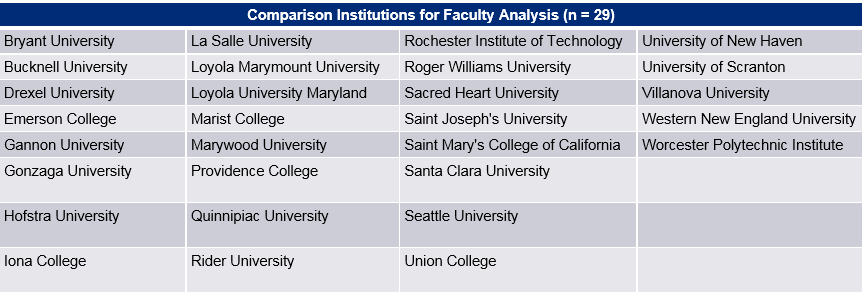 Comparison Institutions for Faculty Analysis (n = 29)
Bryant University La Salle University Rochester Institute of Technology University of New Haven
Bucknell University Loyola Marymount University Roger Williams University University of Scranton
Drexel University Loyola University Maryland Sacred Heart University Villanova University
Emerson College Marist College Saint Joseph's University Western New England University
Gannon University Marywood University Saint Mary's College of California Worcester Polytechnic Institute
Gonzaga University Providence College Santa Clara University
Hofstra University Quinnipiac University Seattle University
Iona College Rider University Union College